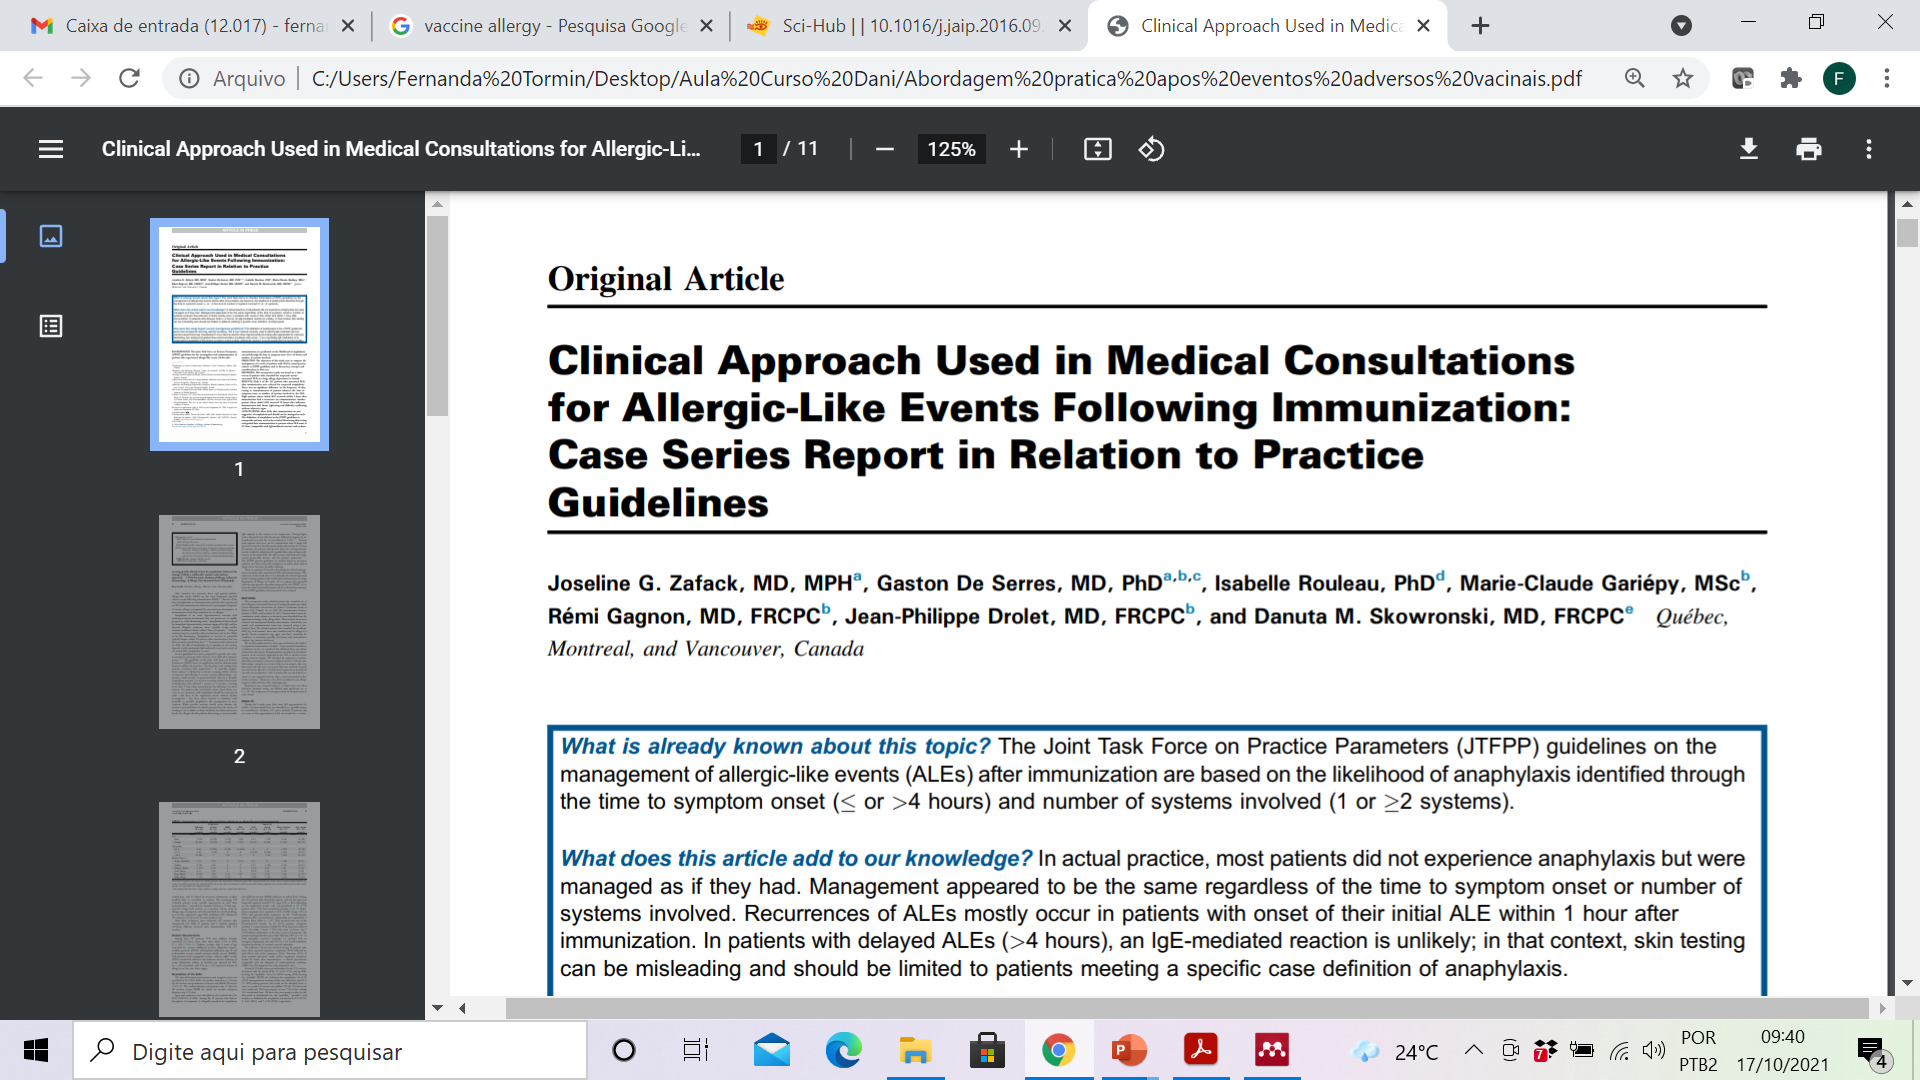 Caixa de entrada (12.017) - ferna
vaccine allergy - Pesquisa Google
Sci-Hub | | 10.1016/j.jaip.2016.09.
Clinical Approach Used in Medica
Arquivo
C:/Users/Fernanda%20Tormin/Desktop/Aula%20Curso%20Dani/Abordagem%20pratica%20apos%20eventos%20adversos%20vacinais.pdf
F
Clinical Approach Used in Medical Consultations for Allergic-Li...
1 / 11
125%
1
2
Original Article
Clinical Approach Used in Medical Consultations
for Allergic-Like Events Following Immunization:
Case Series Report in Relation to Practice
Guidelines
Joseline G. Zafack, MD, MPHa, Gaston De Serres, MD, PhDa,b,c, Isabelle Rouleau, PhDd, Marie-Claude Gariépy, MScb,
Rémi Gagnon, MD, FRCPCb, Jean-Philippe Drolet, MD, FRCPCb, and Danuta M. Skowronski, MD, FRCPCe Québec,
Montreal, and Vancouver, Canada
What is already known about this topic? The Joint Task Force on Practice Parameters (JTFPP) guidelines on the
management of allergic-like events (ALEs) after immunization are based on the likelihood of anaphylaxis identified through
the time to symptom onset (≤ or >4 hours) and number of systems involved (1 or ≥2 systems).
What does this article add to our knowledge? In actual practice, most patients did not experience anaphylaxis but were
managed as if they had. Management appeared to be the same regardless of the time to symptom onset or number of
systems involved. Recurrences of ALEs mostly occur in patients with onset of their initial ALE within 1 hour after
immunization. In patients with delayed ALEs (>4 hours), an IgE-mediated reaction is unlikely; in that context, skin testing
can be misleading and should be limited to patients meeting a specific case definition of anaphylaxis.
Digite aqui para pesquisar
24°C
7
POR
PTB2
09:40
17/10/2021
4